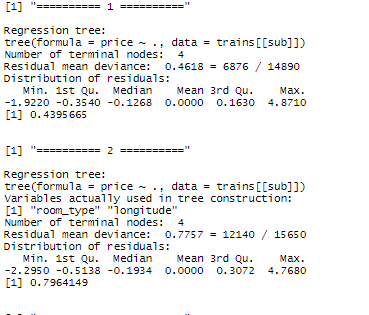 [1] "========== 1 =========="
Regression tree:
tree(formula = price ~ ., data = trains[[sub]])
Number of terminal nodes:  4
Residual mean deviance:  0.4618 = 6876 / 14890
Distribution of residuals:
   Min. 1st Qu.  Median    Mean 3rd Qu.    Max.
-1.9220 -0.3540 -0.1268  0.0000  0.1630  4.8710
[1] 0.4395665
[1] "========== 2 =========="
Regression tree:
tree(formula = price ~ ., data = trains[[sub]])
Variables actually used in tree construction:
[1] "room_type" "longitude"
Number of terminal nodes:  4
Residual mean deviance:  0.7757 = 12140 / 15650
Distribution of residuals:
   Min. 1st Qu.  Median    Mean 3rd Qu.    Max.
-2.2950 -0.5138 -0.1934  0.0000  0.3072  4.7680
[1] 0.7964149